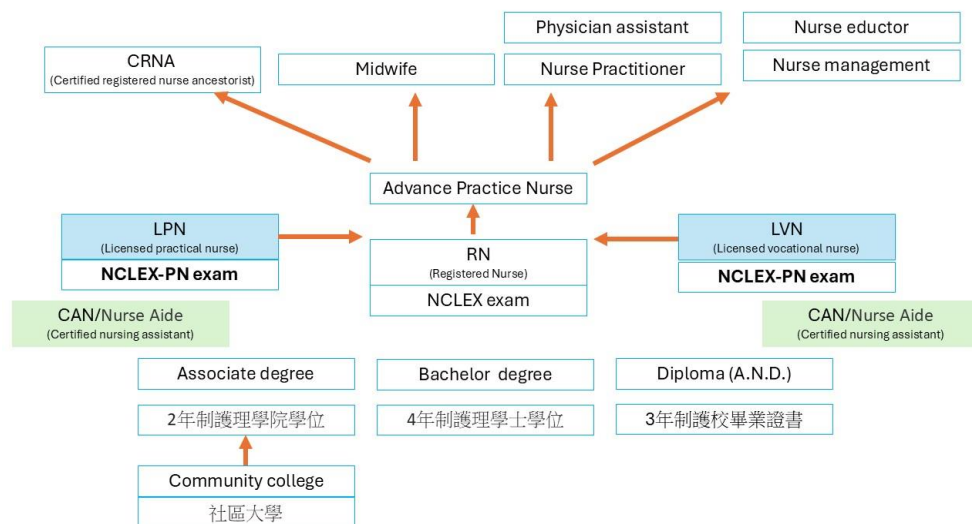 Physician assistant
Nurse eductor
CRNA
(Certified registered nurse ancestorist)
Midwife
Nurse Practitioner
Nurse management
Advance Practice Nurse
LPN
(Licensed practical nurse)
NCLEX-PN exam
RN
(Registered Nurse)
NCLEX exam
LVN
(Licensed vocational nurse)
NCLEX-PN exam
CAN/Nurse Aide
(Certified nursing assistant)
CAN/Nurse Aide
(Certified nursing assistant)
Associate degree
Bachelor degree
Diploma (A.N.D.)
2年制護理學院學位
4年制護理學士學位
3年制護校畢業證書
Community college
社區大學